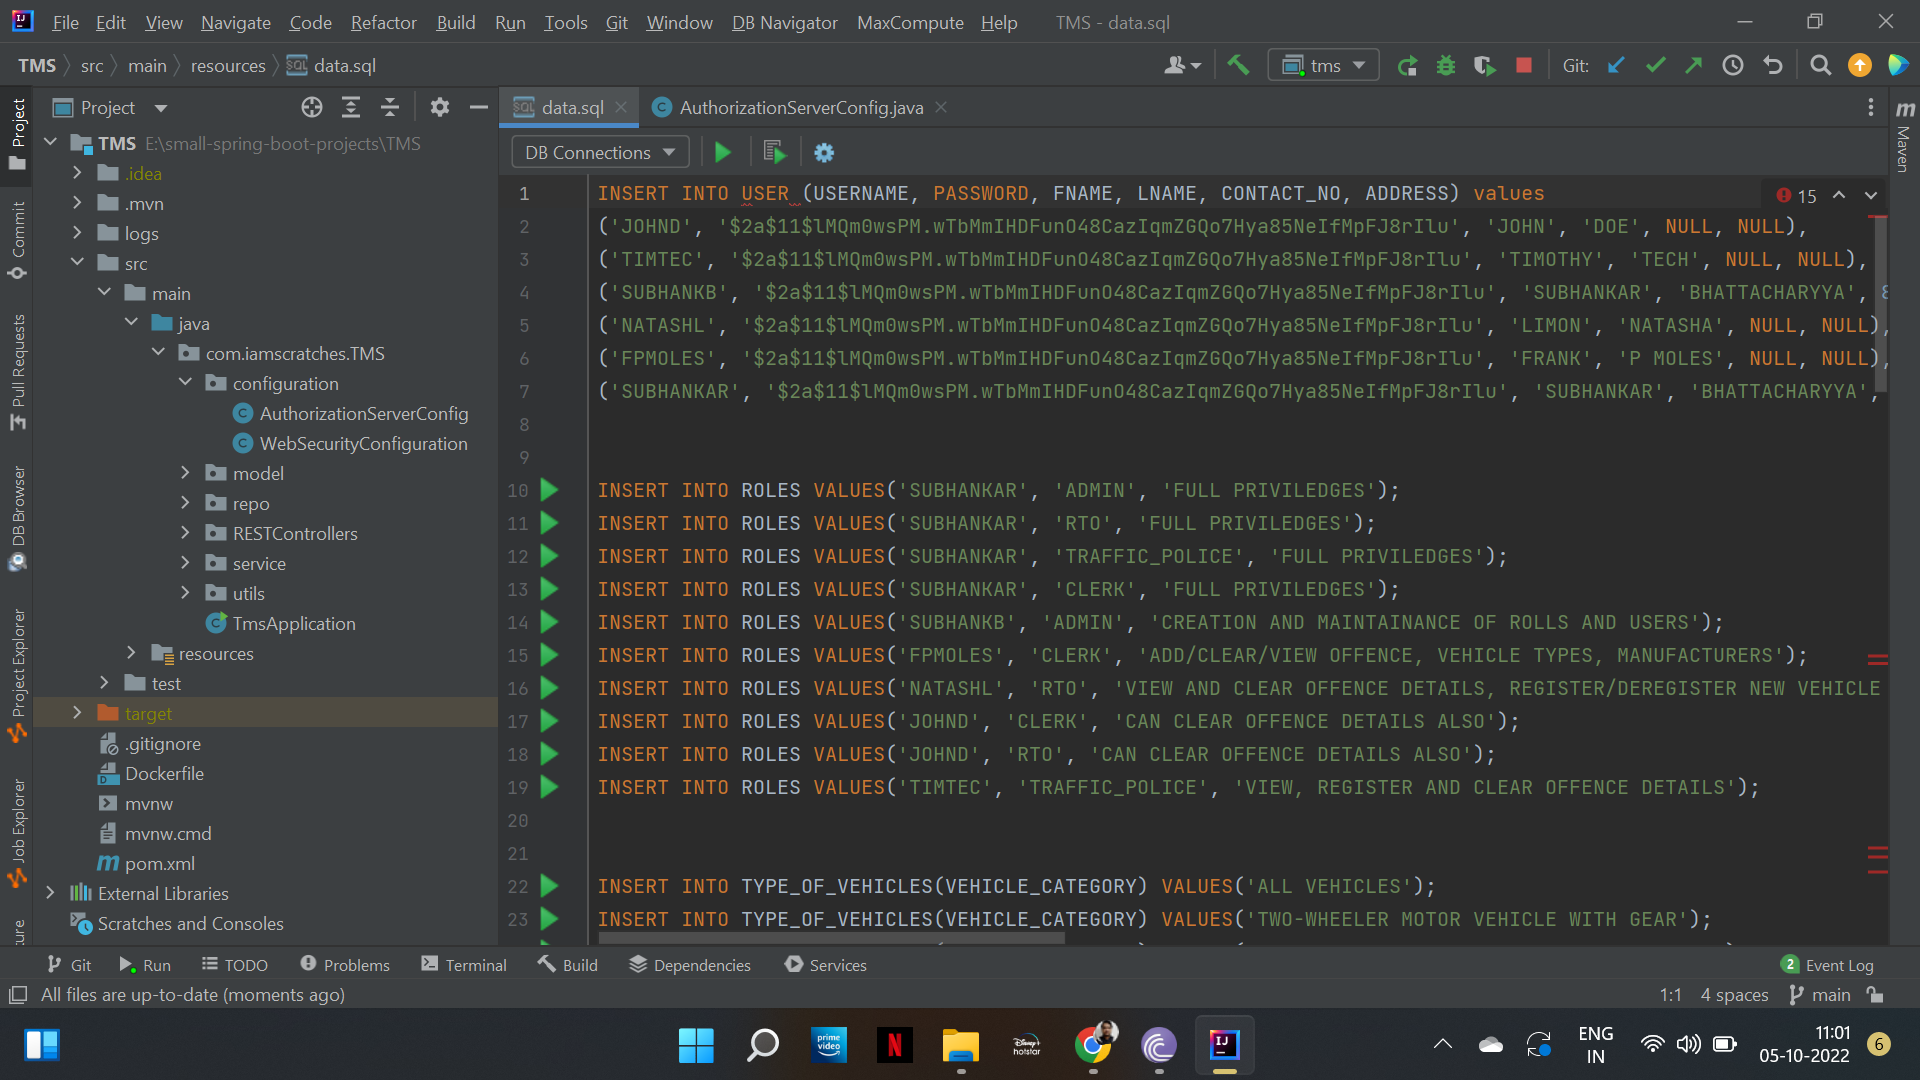 File Edit View Navigate Code Refactor Build Run Tools Git Window DB Navigator MaxCompute Help TMS - data.sql
TMS src main resources data.sql tms Git:
Project data.sql AuthorizationServerConfig.java
DB Connections
TMS E:\small-spring-boot-projects\TMS
.idea
.mvn
logs
src
main
java
com.iamscratches.TMS
configuration
AuthorizationServerConfig
WebSecurityConfiguration
model
repo
RESTControllers
service
utils
TmsApplication
resources
test
target
.gitignore
Dockerfile
mvnw
mvnw.cmd
pom.xml
External Libraries
Scratches and Consoles
Project
Commit
Pull Requests
DB Browser
Project Explorer
Job Explorer
Maven
15
1 INSERT INTO USER (USERNAME, PASSWORD, FNAME, LNAME, CONTACT_NO, ADDRESS) values
2 ('JOHND', '$2a$11$lMQm0wsPM.wTbMmIHDFunO48CazIqmZGQo7Hya85NeIfMpFJ8rIlu', 'JOHN', 'DOE', NULL, NULL),
3 ('TIMTEC', '$2a$11$lMQm0wsPM.wTbMmIHDFunO48CazIqmZGQo7Hya85NeIfMpFJ8rIlu', 'TIMOTHY', 'TECH', NULL, NULL),
4 ('SUBHANKB', '$2a$11$lMQm0wsPM.wTbMmIHDFunO48CazIqmZGQo7Hya85NeIfMpFJ8rIlu', 'SUBHANKAR', 'BHATTACHARYYA',
5 ('NATASHL', '$2a$11$lMQm0wsPM.wTbMmIHDFunO48CazIqmZGQo7Hya85NeIfMpFJ8rIlu', 'LIMON', 'NATASHA', NULL, NULL),
6 ('FPMOLES', '$2a$11$lMQm0wsPM.wTbMmIHDFunO48CazIqmZGQo7Hya85NeIfMpFJ8rIlu', 'FRANK', 'P MOLES', NULL, NULL),
7 ('SUBHANKAR', '$2a$11$lMQm0wsPM.wTbMmIHDFunO48CazIqmZGQo7Hya85NeIfMpFJ8rIlu', 'SUBHANKAR', 'BHATTACHARYYA',
8
9
10 INSERT INTO ROLES VALUES('SUBHANKAR', 'ADMIN', 'FULL PRIVILEDGES');
11 INSERT INTO ROLES VALUES('SUBHANKAR', 'RTO', 'FULL PRIVILEDGES');
12 INSERT INTO ROLES VALUES('SUBHANKAR', 'TRAFFIC_POLICE', 'FULL PRIVILEDGES');
13 INSERT INTO ROLES VALUES('SUBHANKAR', 'CLERK', 'FULL PRIVILEDGES');
14 INSERT INTO ROLES VALUES('SUBHANKB', 'ADMIN', 'CREATION AND MAINTAINANCE OF ROLLS AND USERS');
15 INSERT INTO ROLES VALUES('FPMOLES', 'CLERK', 'ADD/CLEAR/VIEW OFFENCE, VEHICLE TYPES, MANUFACTURERS');
16 INSERT INTO ROLES VALUES('NATASHL', 'RTO', 'VIEW AND CLEAR OFFENCE DETAILS, REGISTER/DEREGISTER NEW VEHICLE
17 INSERT INTO ROLES VALUES('JOHND', 'CLERK', 'CAN CLEAR OFFENCE DETAILS ALSO');
18 INSERT INTO ROLES VALUES('JOHND', 'RTO', 'CAN CLEAR OFFENCE DETAILS ALSO');
19 INSERT INTO ROLES VALUES('TIMTEC', 'TRAFFIC_POLICE', 'VIEW, REGISTER AND CLEAR OFFENCE DETAILS');
20
21
22 INSERT INTO TYPE_OF_VEHICLES(VEHICLE_CATEGORY) VALUES('ALL VEHICLES');
23 INSERT INTO TYPE_OF_VEHICLES(VEHICLE_CATEGORY) VALUES('TWO-WHEELER MOTOR VEHICLE WITH GEAR');
Git Run TODO Problems Terminal Build Dependencies Services 2 Event Log
All files are up-to-date (moments ago) 1:1 4 spaces main
prime video
Disney+ hotstar
ENG
IN
11:01
05-10-2022
6